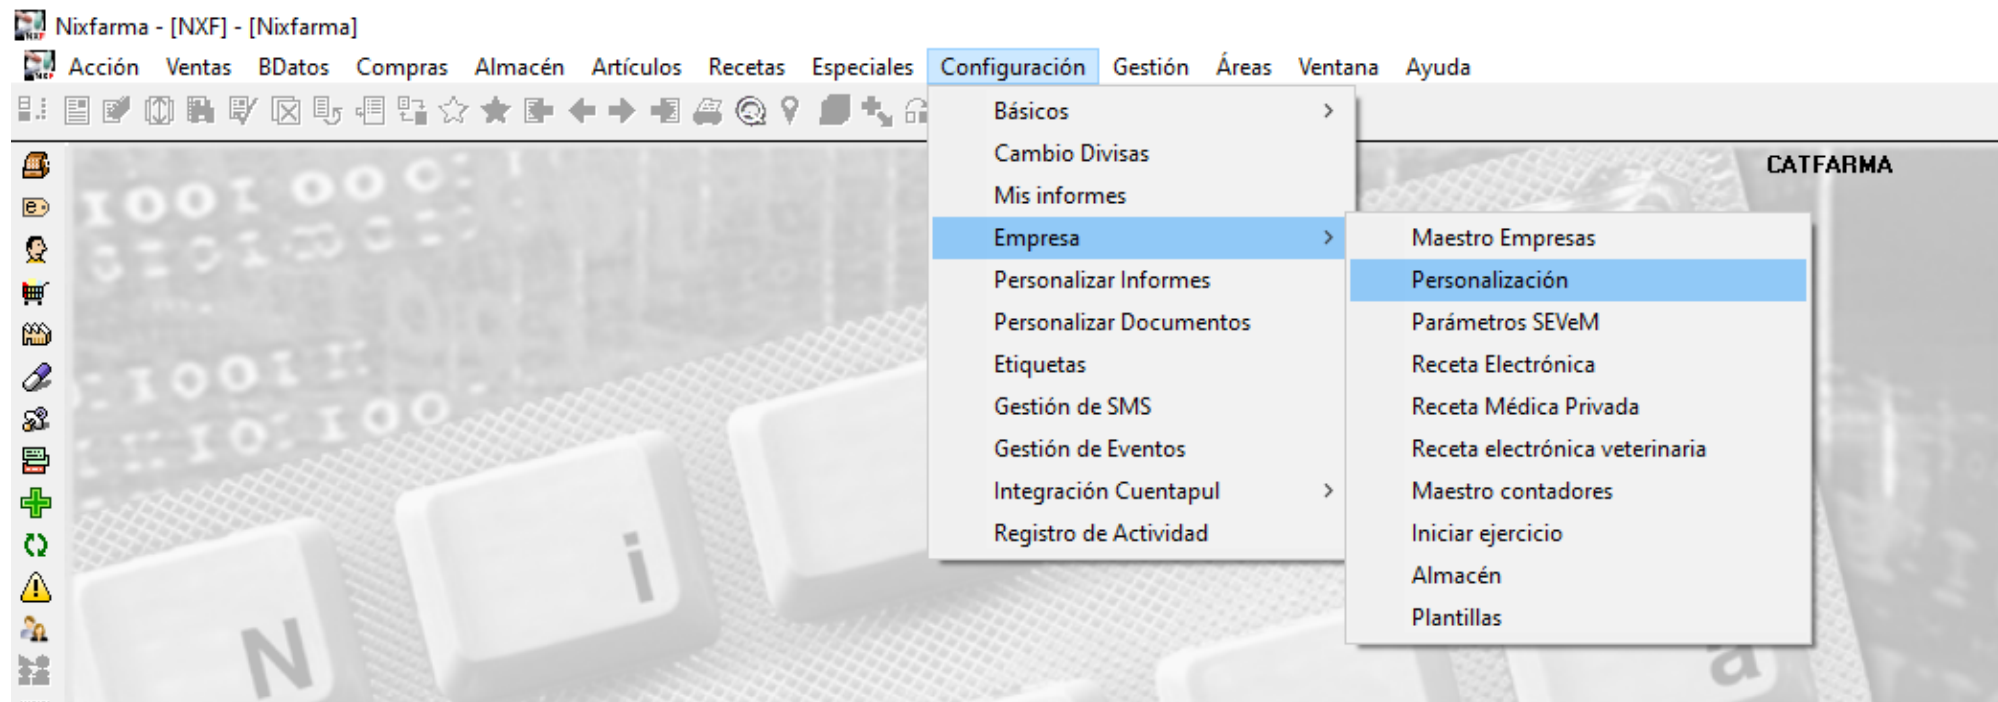 Nixfarma - [NXF] - [Nixfarma]
Acción Ventas BDatos Compras Almacén Artículos Recetas Especiales Configuración Gestión Áreas Ventana Ayuda
CATFARMA
Básicos
Cambio Divisas
Mis informes
Empresa
Personalizar Informes
Personalizar Documentos
Etiquetas
Gestión de SMS
Gestión de Eventos
Integración Cuentapul
Registro de Actividad
Maestro Empresas
Personalización
Parámetros SEVeM
Receta Electrónica
Receta Médica Privada
Receta electrónica veterinaria
Maestro contadores
Iniciar ejercicio
Almacén
Plantillas
N
i
a